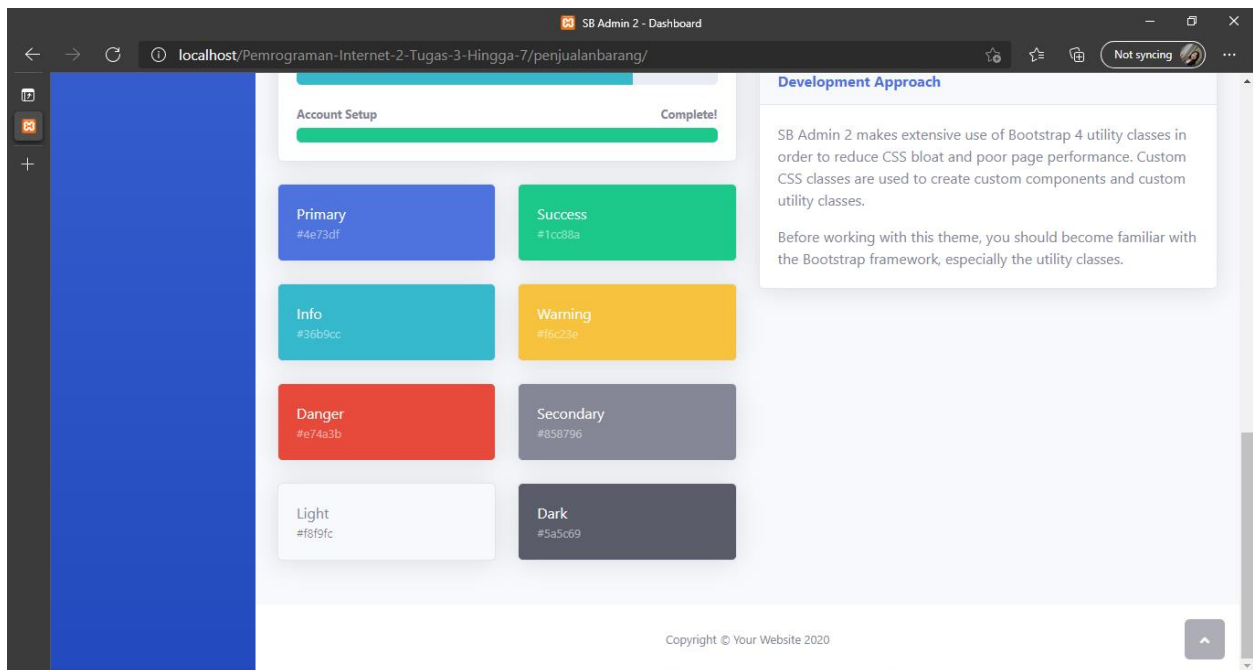 SB Admin 2 - Dashboard
localhost/Pemrograman-Internet-2-Tugas-3-Hingga-7/penjualanbarang/
Not syncing
Account Setup Complete!
Primary
#4e73df
Success
#1cc88a
Info
#36b9cc
Warning
#f6c23e
Danger
#e74a3b
Secondary
#858796
Light
#f8f9fc
Dark
#5a5c69
Development Approach
SB Admin 2 makes extensive use of Bootstrap 4 utility classes in
order to reduce CSS bloat and poor page performance. Custom
CSS classes are used to create custom components and custom
utility classes.
Before working with this theme, you should become familiar with
the Bootstrap framework, especially the utility classes.
Copyright © Your Website 2020